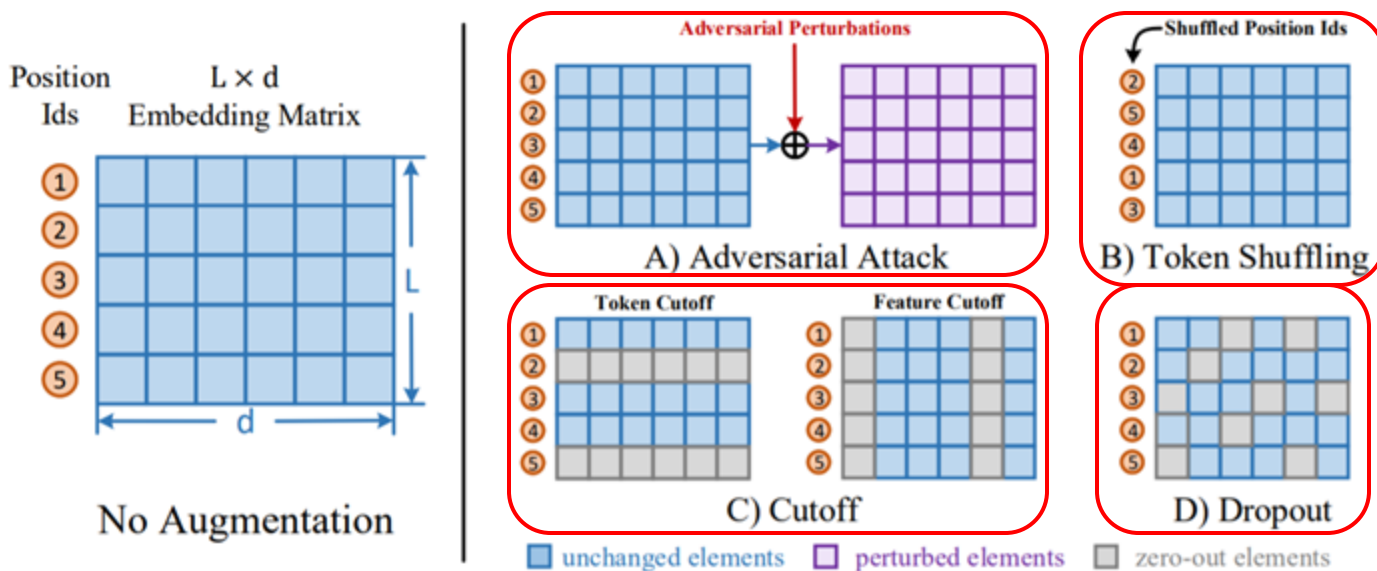 Position
Ids
L × d
Embedding Matrix
1
2
3
4
5
L
d
No Augmentation
Adversarial Perturbations
1
2
3
4
5
A) Adversarial Attack
Shuffled Position Ids
2
5
4
1
3
B) Token Shuffling
Token Cutoff
Feature Cutoff
1
2
3
4
5
1
2
3
4
5
C) Cutoff
1
2
3
4
5
D) Dropout
unchanged elements
perturbed elements
zero-out elements